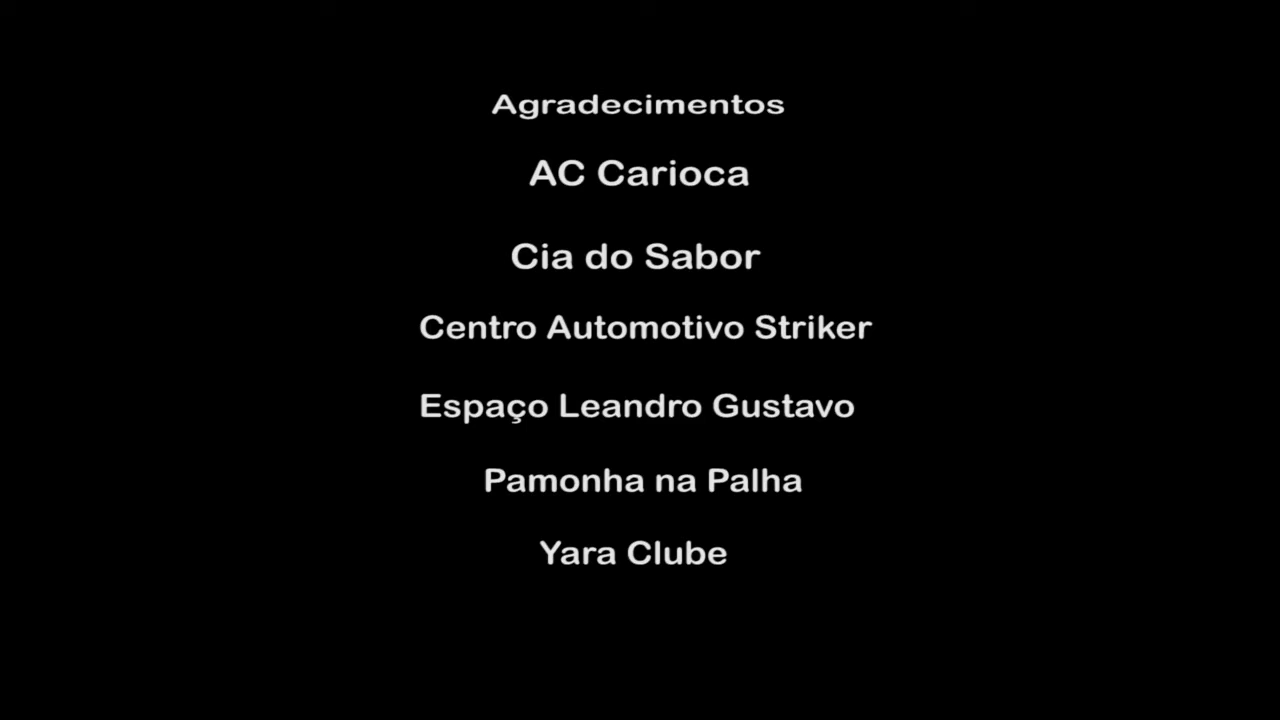 Agradecimentos
AC Carioca
Cia do Sabor
Centro Automotivo Striker
Espaço Leandro Gustavo
Pamonha na Palha
Yara Clube